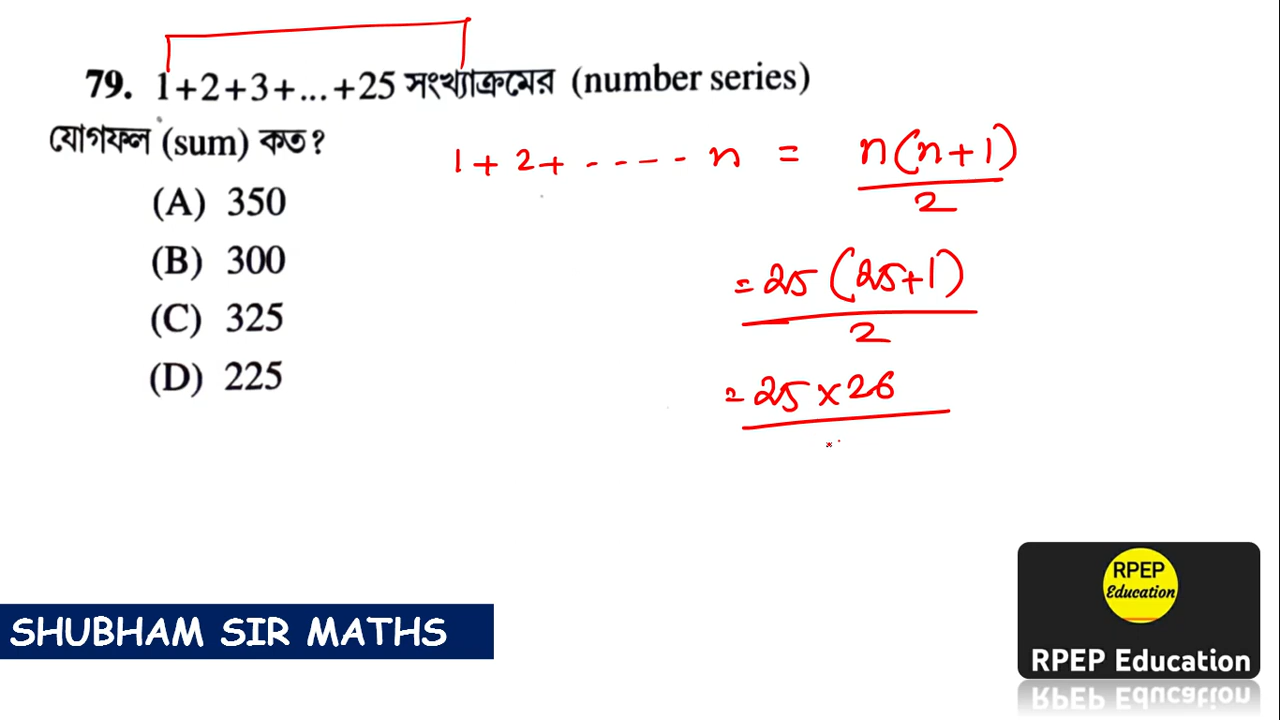 79. 1+2+3+...+25 সংখ্যাক্রমের (number series)
যোগফল (sum) কত?
1 + 2 + ----- n = n(n+1)/2
(A) 350
(B) 300
= 25(25+1)/2
(C) 325
(D) 225
= 25 × 26
SHUBHAM SIR MATHS
RPEP
Education
RPEP Education